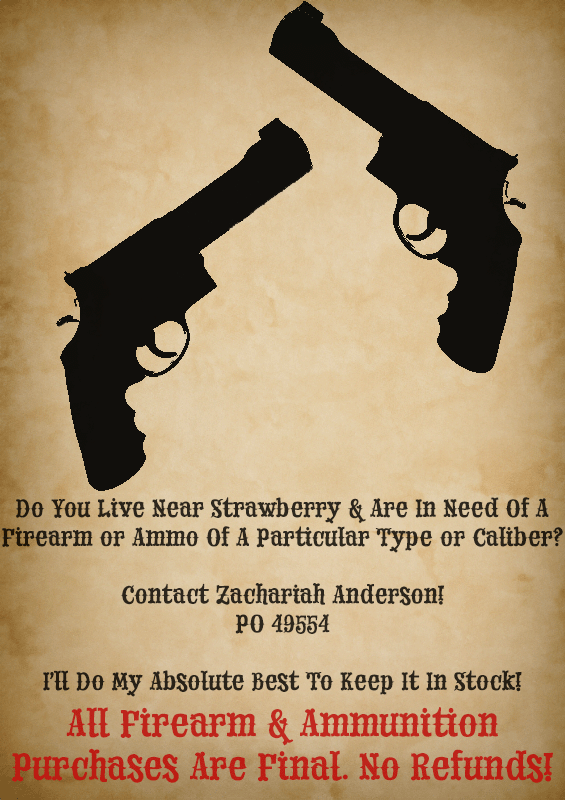 Do You Live Near Strawberry & Are In Need Of A
Firearm or Ammo Of A Particular Type or Caliber?
Contact Zachariah Anderson!
PO 49554
I'll Do My Absolute Best To Keep It In Stock!
All Firearm & Ammunition
Purchases Are Final. No Refunds!